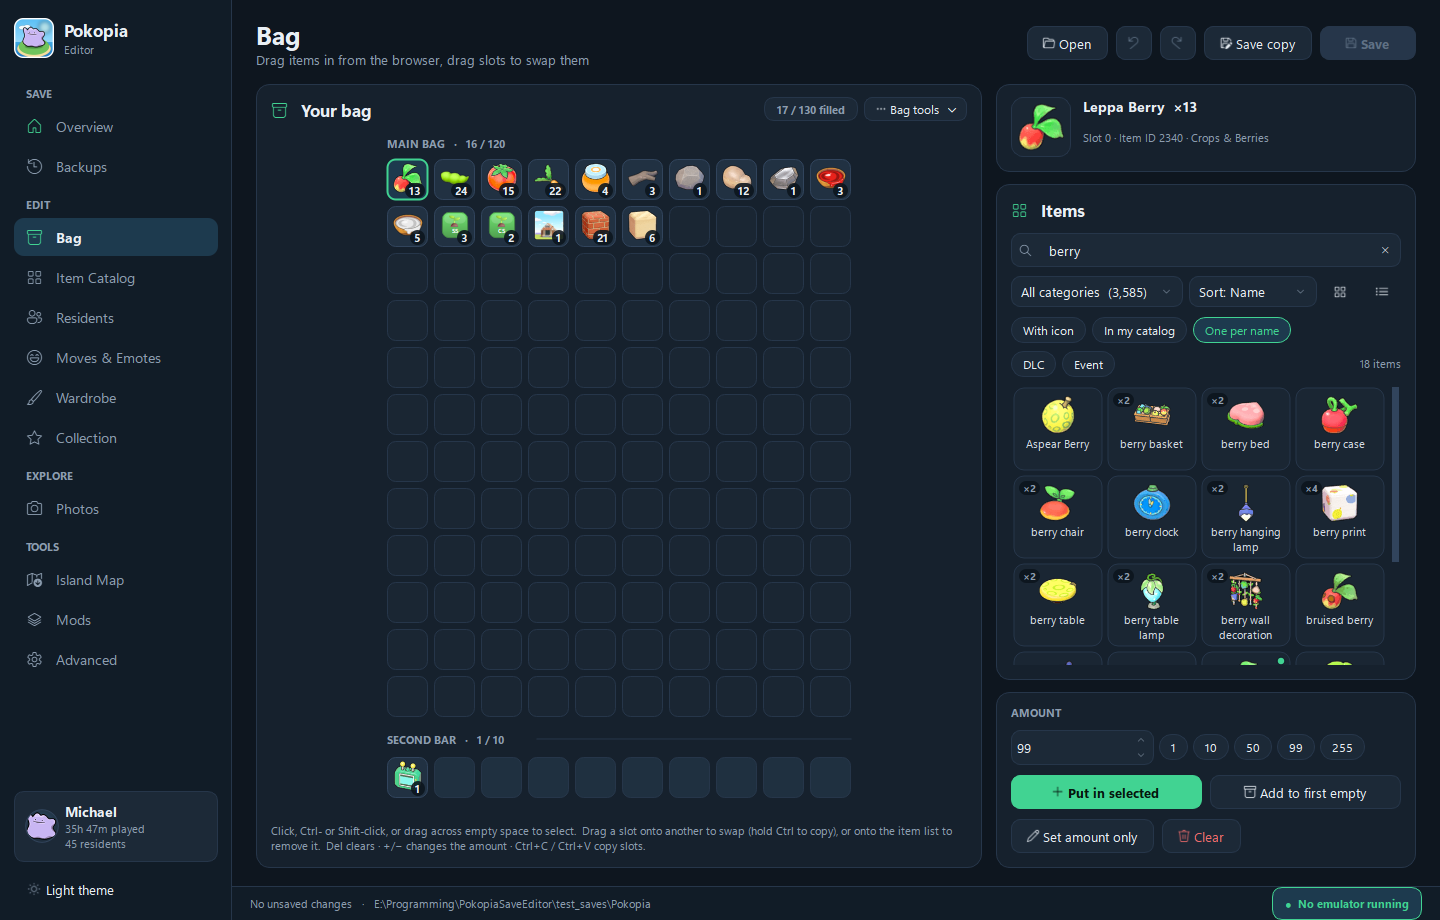 Pokopia
Editor
SAVE
Overview
Backups
EDIT
Bag
Item Catalog
Residents
Moves & Emotes
Wardrobe
Collection
EXPLORE
Photos
TOOLS
Island Map
Mods
Advanced
Michael
35h 47m played
45 residents
Light theme
Bag
Drag items in from the browser, drag slots to swap them
Open
Save copy
Save
Your bag
17 / 130 filled
Bag tools
MAIN BAG · 16 / 120
13 24 15 22 4 3 1 12 1 3
5 3 2 1 21 6
SECOND BAR · 1 / 10
1
Click, Ctrl- or Shift-click, or drag across empty space to select. Drag a slot onto another to swap (hold Ctrl to copy), or onto the item list to
remove it. Del clears · +/− changes the amount · Ctrl+C / Ctrl+V copy slots.
Leppa Berry ×13
Slot 0 · Item ID 2340 · Crops & Berries
Items
berry
All categories (3,585)
Sort: Name
With icon
In my catalog
One per name
DLC
Event
18 items
Aspear Berry
×2
berry basket
×2
berry bed
berry case
×2
berry chair
berry clock
×2
berry hanging
lamp
×4
berry print
×2
berry table
×2
berry table
lamp
×2
berry wall
decoration
bruised berry
AMOUNT
99
1 10 50 99 255
+ Put in selected
Add to first empty
Set amount only
Clear
No unsaved changes · E:\Programming\PokopiaSaveEditor\test_saves\Pokopia
No emulator running